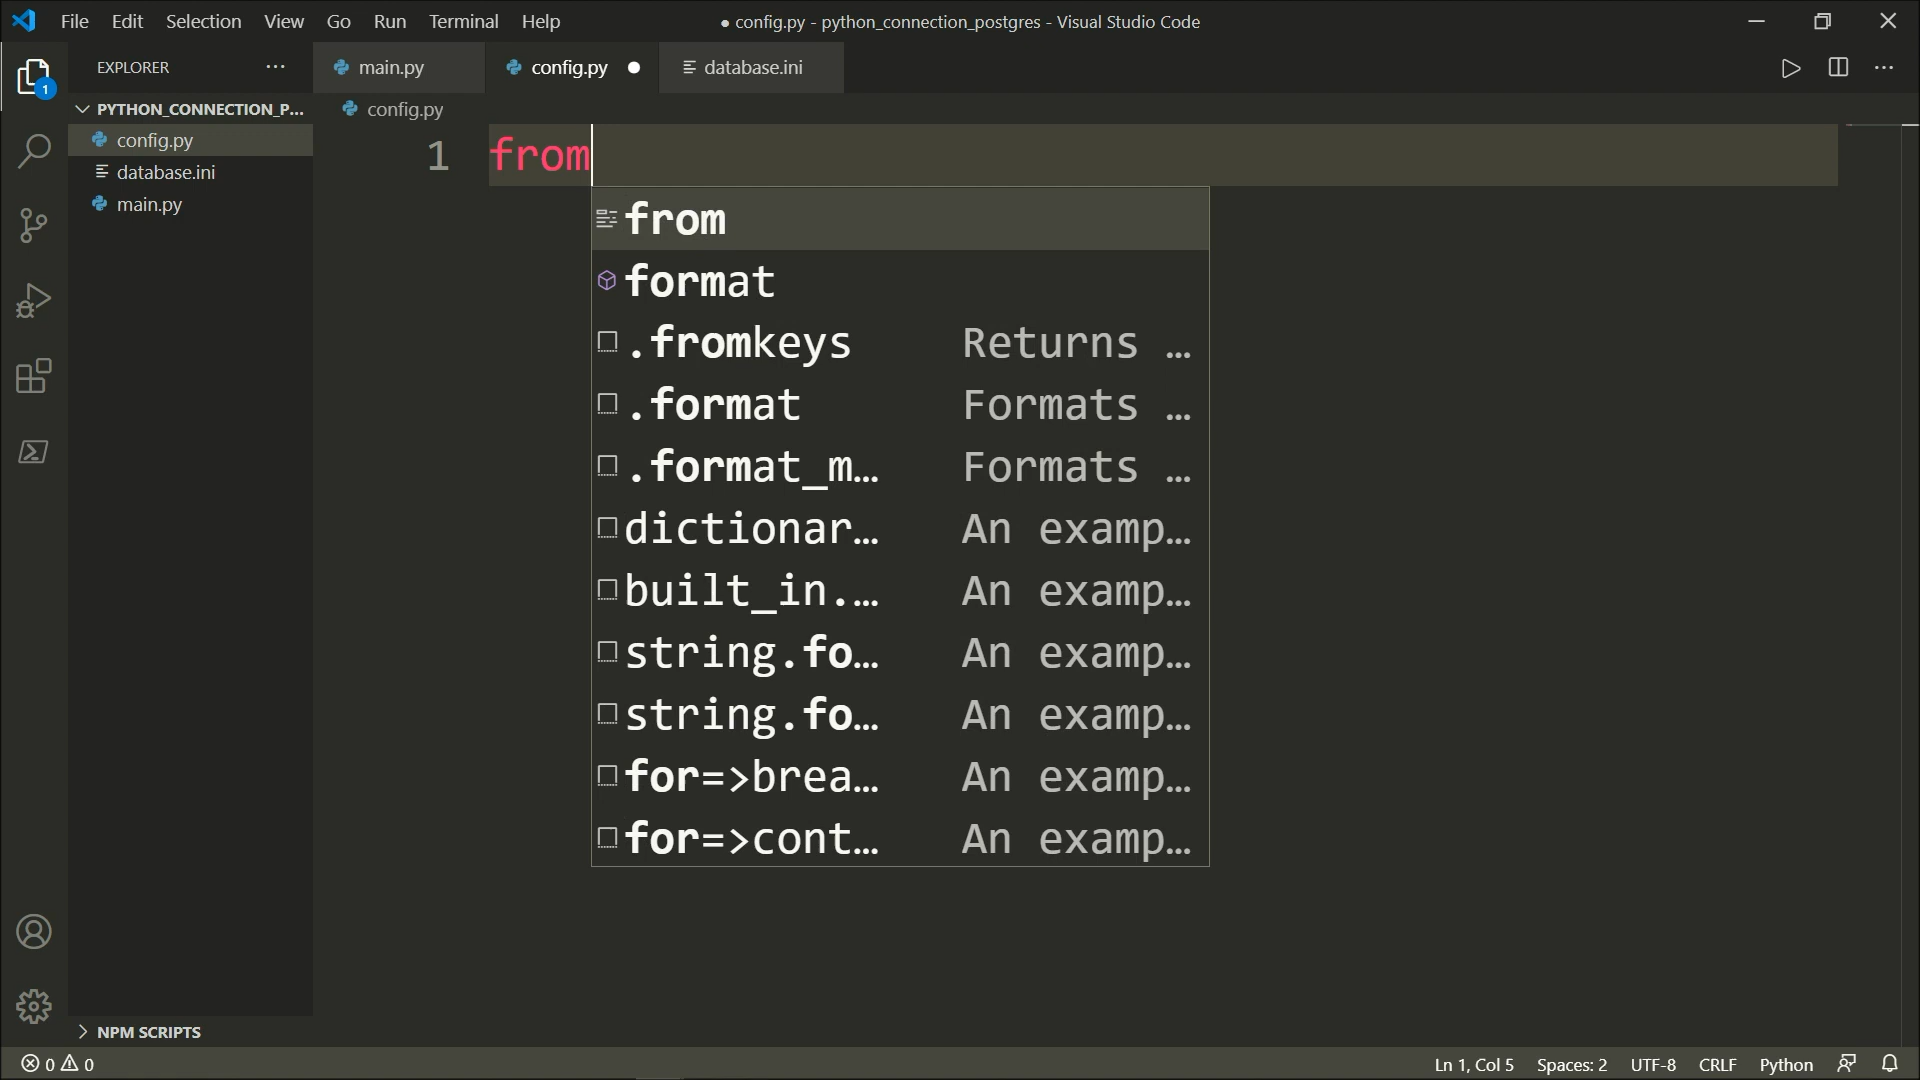 File Edit Selection View Go Run Terminal Help
● config.py - python_connection_postgres - Visual Studio Code
EXPLORER
main.py
config.py
database.ini
1
PYTHON_CONNECTION_P...
config.py
config.py
database.ini
main.py
1 from
from
format
.fromkeys Returns ...
.format Formats ...
.format_m... Formats ...
dictionar... An examp...
built_in.... An examp...
string.fo... An examp...
string.fo... An examp...
for=>brea... An examp...
for=>cont... An examp...
NPM SCRIPTS
0 0
Ln 1, Col 5 Spaces: 2 UTF-8 CRLF Python